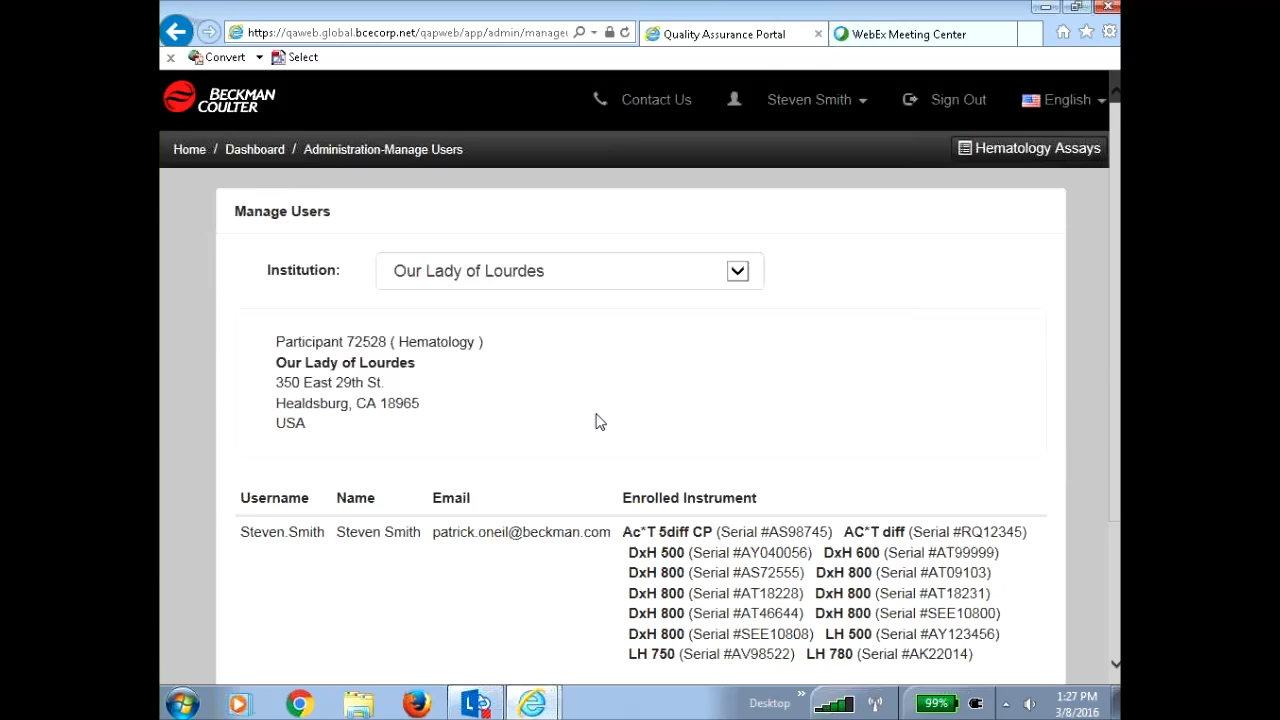 https://qaweb.global.bcecorp.net/qapweb/app/admin/manage
Quality Assurance Portal
WebEx Meeting Center
Convert
Select
BECKMAN COULTER
Contact Us
Steven Smith
Sign Out
English
Home / Dashboard / Administration-Manage Users
Hematology Assays
Manage Users
Institution: Our Lady of Lourdes
Participant 72528 ( Hematology )
Our Lady of Lourdes
350 East 29th St.
Healdsburg, CA 18965
USA
Username Name Email Enrolled Instrument
Steven.Smith Steven Smith patrick.oneil@beckman.com Ac*T 5diff CP (Serial #AS98745) AC*T diff (Serial #RQ12345)
DxH 500 (Serial #AY040056) DxH 600 (Serial #AT99999)
DxH 800 (Serial #AS72555) DxH 800 (Serial #AT09103)
DxH 800 (Serial #AT18228) DxH 800 (Serial #AT18231)
DxH 800 (Serial #AT46644) DxH 800 (Serial #SEE10800)
DxH 800 (Serial #SEE10808) LH 500 (Serial #AY123456)
LH 750 (Serial #AV98522) LH 780 (Serial #AK22014)
Desktop
99%
1:27 PM
3/8/2016